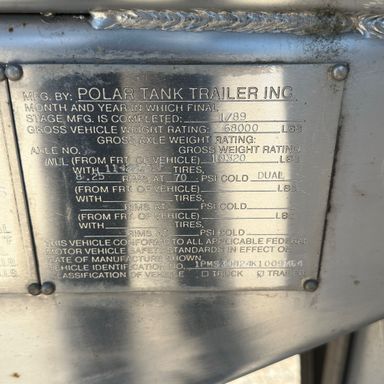 MFG. BY: POLAR TANK TRAILER INC.
MONTH AND YEAR IN WHICH FINAL
STAGE MFG. IS COMPLETED: 1/89
GROSS VEHICLE WEIGHT RATING: 68000 LBS
GROSS AXLE WEIGHT RATING:
AXLE NO. GROSS WEIGHT RATING
(FROM FRT. OF VEHICLE) LBS
WITH TIRES,
8.25 RIMS AT 70 PSI COLD DUAL
(FROM FRT. OF VEHICLE) LBS
WITH TIRES,
RIMS AT PSI COLD
(FROM FRT. OF VEHICLE) LBS
WITH TIRES,
RIMS AT PSI COLD
THIS VEHICLE CONFORMS TO ALL APPLICABLE FEDERAL
MOTOR VEHICLE SAFETY STANDARDS IN EFFECT ON
DATE OF MANUFACTURE SHOWN.
VEHICLE IDENTIFICATION NO.
CLASSIFICATION OF VEHICLE TRUCK TRAILER